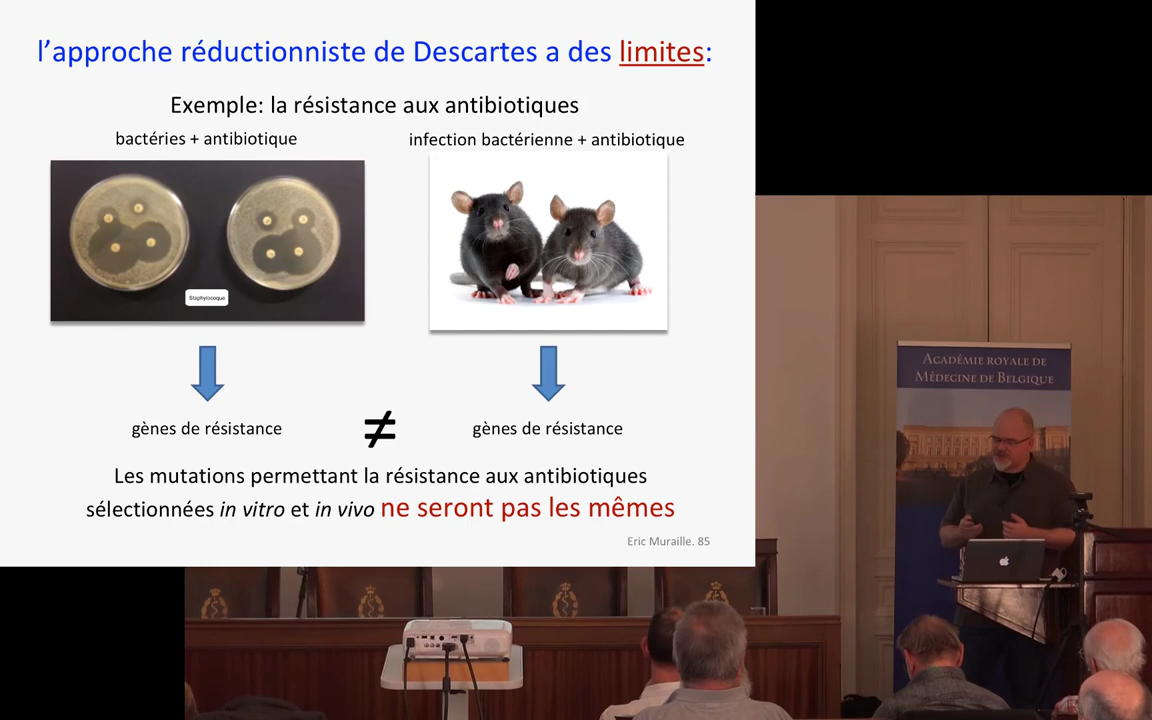 l’approche réductionniste de Descartes a des limites:
Exemple: la résistance aux antibiotiques
bactéries + antibiotique
infection bactérienne + antibiotique
Staphylocoque
gènes de résistance
≠
gènes de résistance
Les mutations permettant la résistance aux antibiotiques
sélectionnées in vitro et in vivo ne seront pas les mêmes
Eric Muraille. 85
Académie royale de
Médecine de Belgique